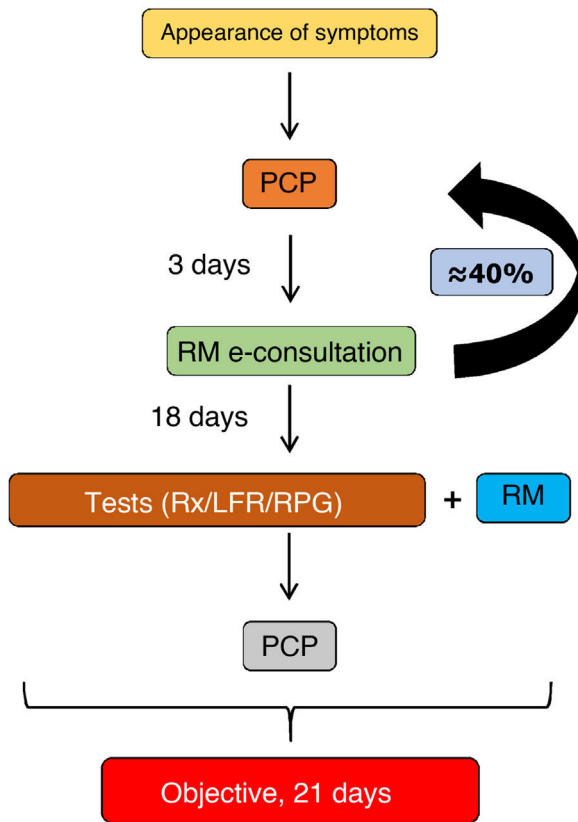 Appearance of symptoms
PCP
3 days
≈40%
RM e-consultation
18 days
Tests (Rx/LFR/RPG) + RM
PCP
Objective, 21 days